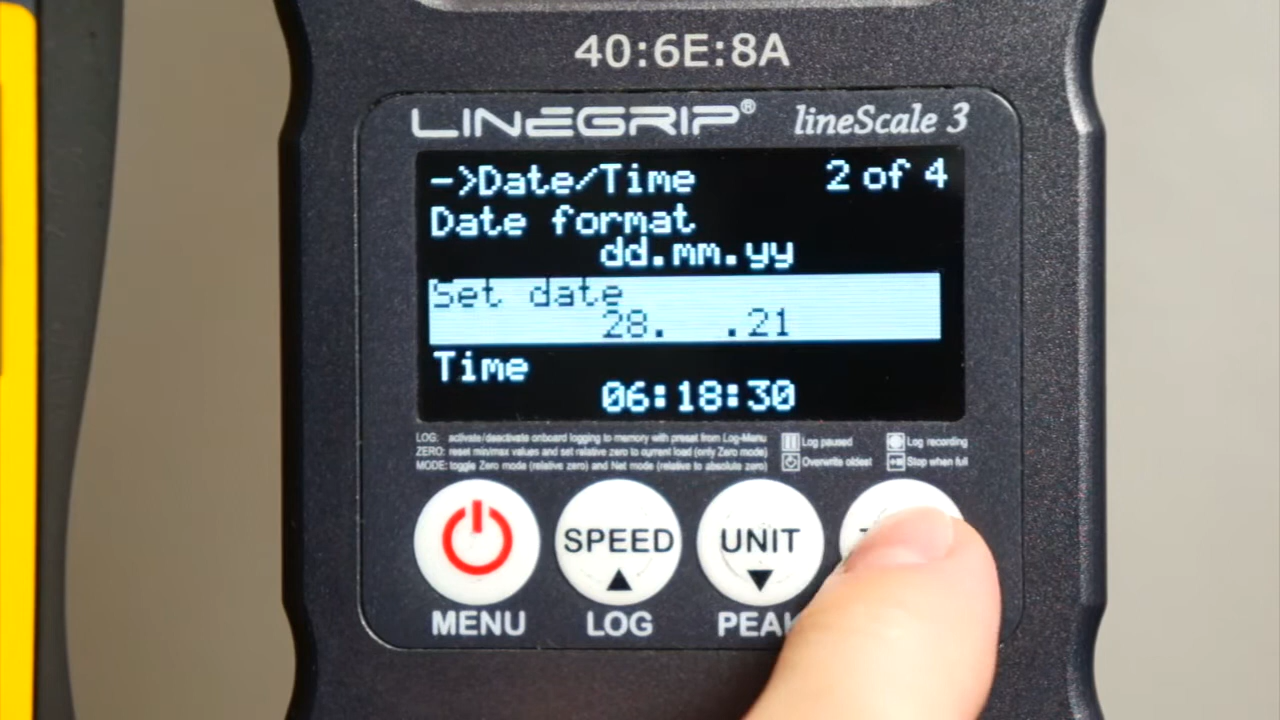 40:6E:8A
LINEGRIP® lineScale 3
->Date/Time 2 of 4
Date format
dd.mm.yy
Set date
28. .21
Time
06:18:30
LOG: activate/deactivate onboard logging to memory with preset from Log-Menu
ZERO: reset min/max values and set relative zero to current load (only Zero mode)
MODE: toggle Zero mode (relative zero) and Net mode (relative to absolute zero)
Log paused Log recording
Overwrite oldest Stop when full
SPEED UNIT
MENU LOG PEAK